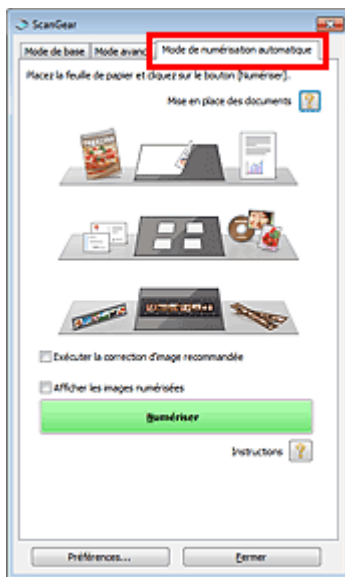 ScanGear
Mode de base
Mode avanc
Mode de numérisation automatique
Placez la feuille de papier et cliquez sur le bouton [Numériser].
Mise en place des documents
Exécuter la correction d'image recommandée
Afficher les images numérisées
Numériser
Instructions
Préférences...
Fermer